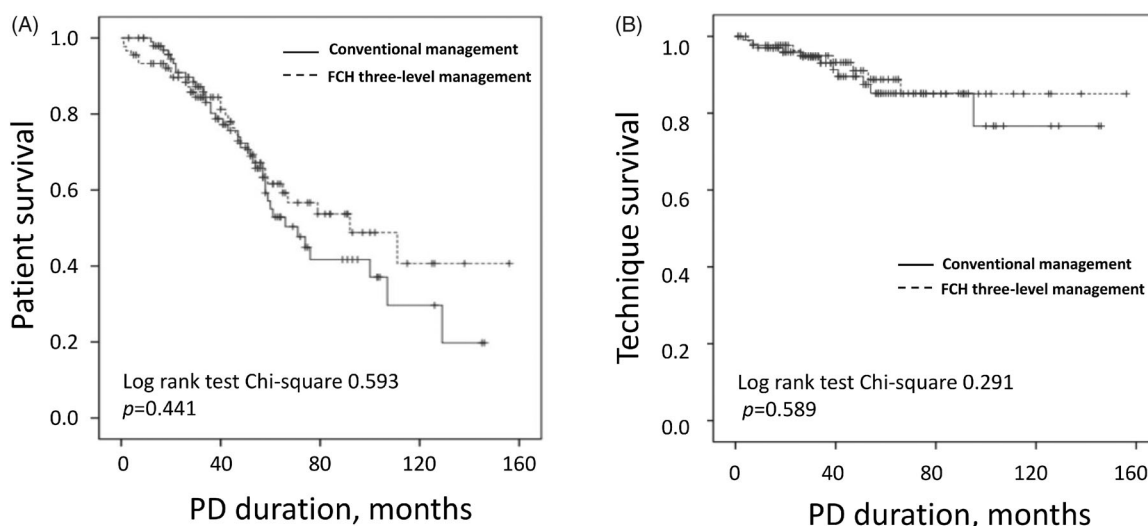 (A)
Patient survival
1.0
0.8
0.6
0.4
0.2
0.0
Conventional management
FCH three-level management
Log rank test Chi-square 0.593
p=0.441
0 40 80 120 160
PD duration, months
(B)
Technique survival
1.0
0.8
0.6
0.4
0.2
0.0
Conventional management
FCH three-level management
Log rank test Chi-square 0.291
p=0.589
0 40 80 120 160
PD duration, months